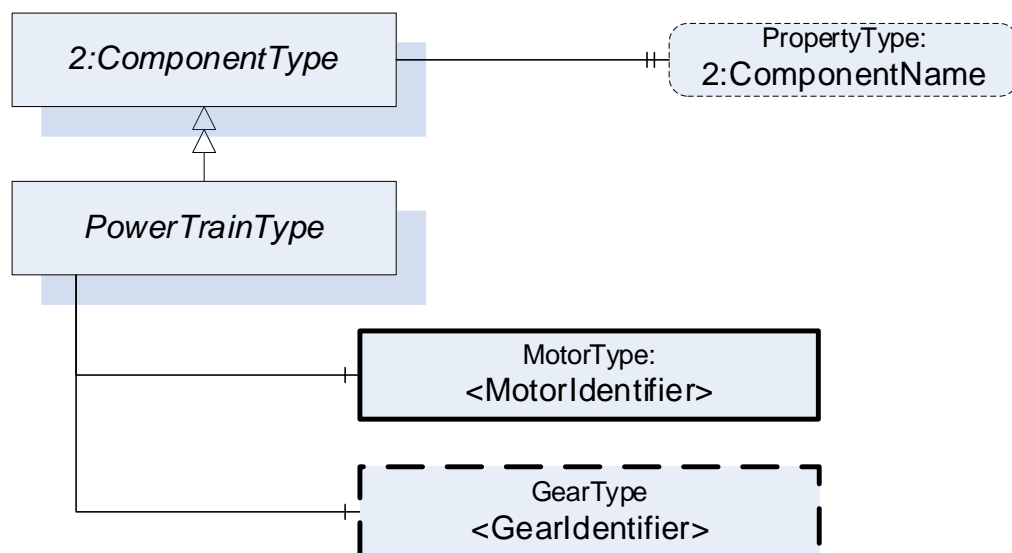 2:ComponentType
PropertyType:
2:ComponentName
PowerTrainType
MotorType:
<MotorIdentifier>
GearType
<GearIdentifier>